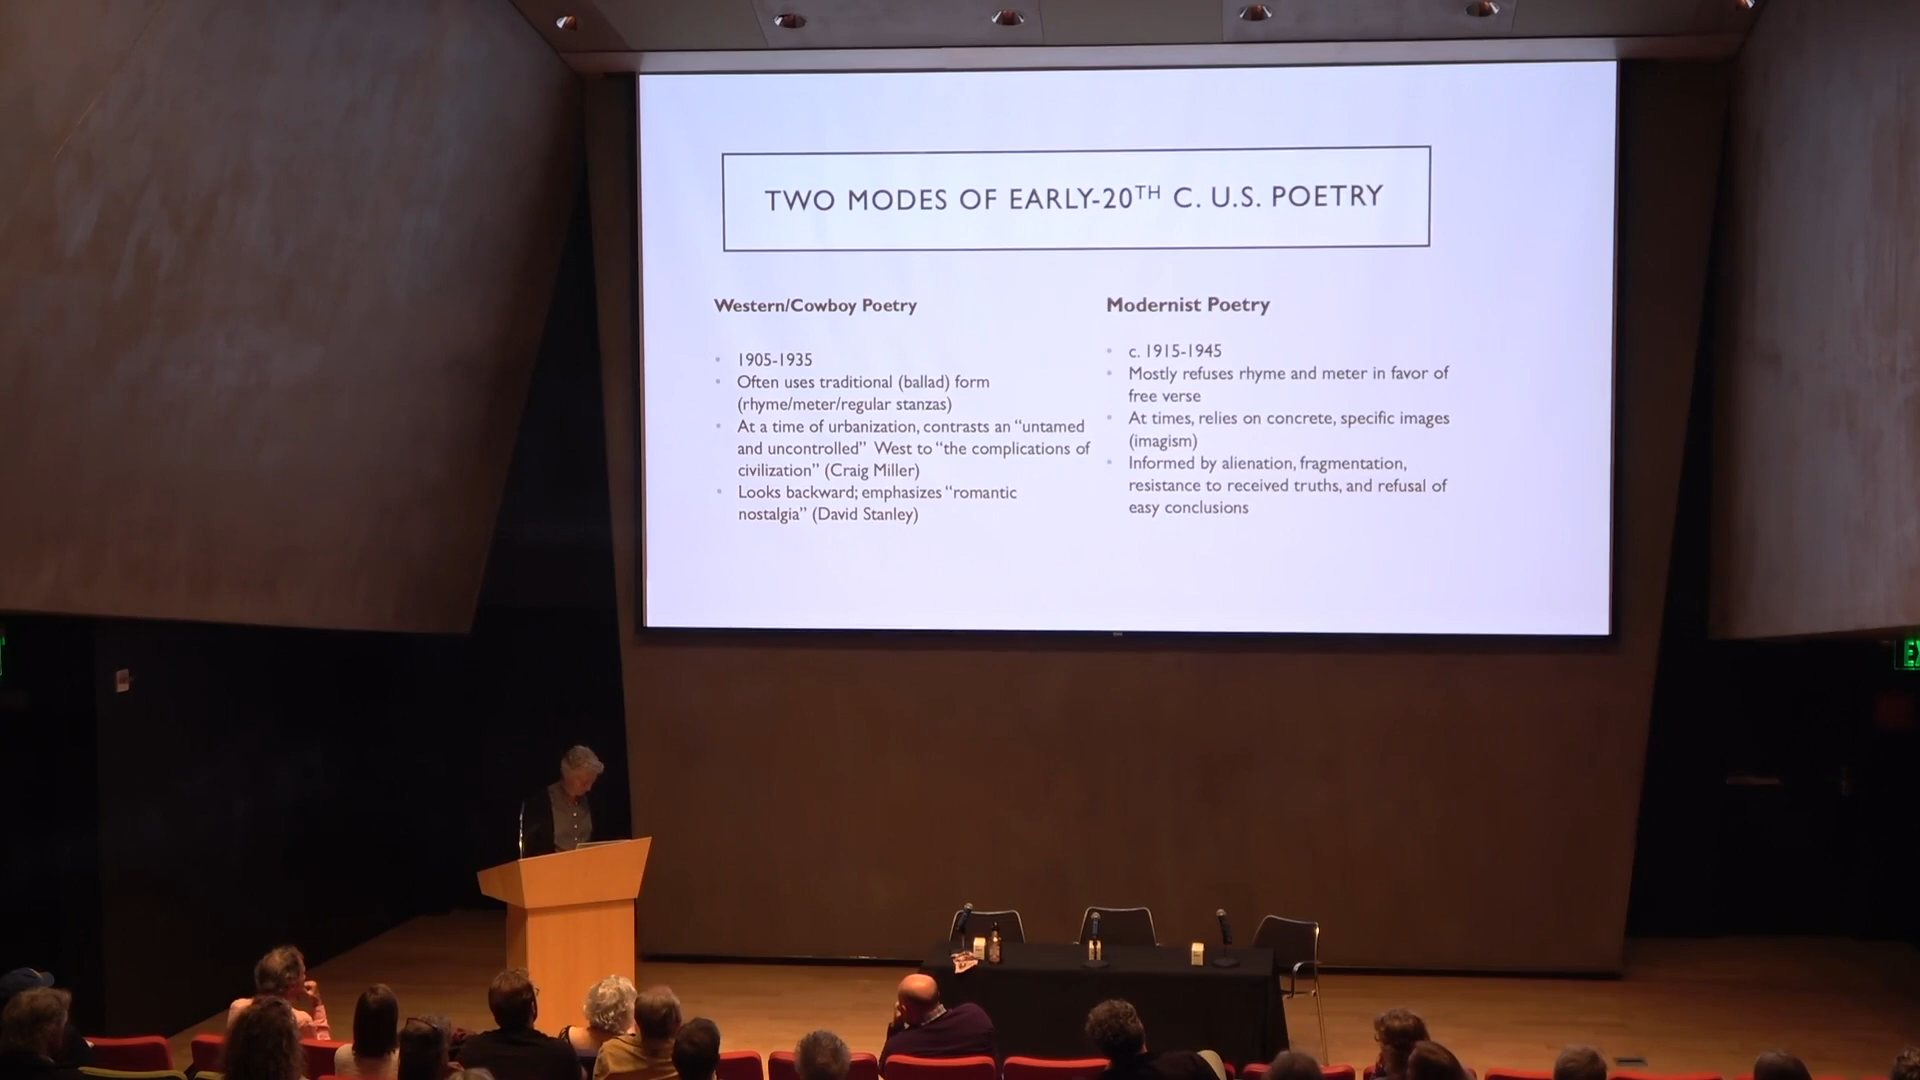 TWO MODES OF EARLY-20TH C. U.S. POETRY
Western/Cowboy Poetry
1905-1935
Often uses traditional (ballad) form
(rhyme/meter/regular stanzas)
At a time of urbanization, contrasts an “untamed
and uncontrolled” West to “the complications of
civilization” (Craig Miller)
Looks backward; emphasizes “romantic
nostalgia” (David Stanley)
Modernist Poetry
c. 1915-1945
Mostly refuses rhyme and meter in favor of
free verse
At times, relies on concrete, specific images
(imagism)
Informed by alienation, fragmentation,
resistance to received truths, and refusal of
easy conclusions